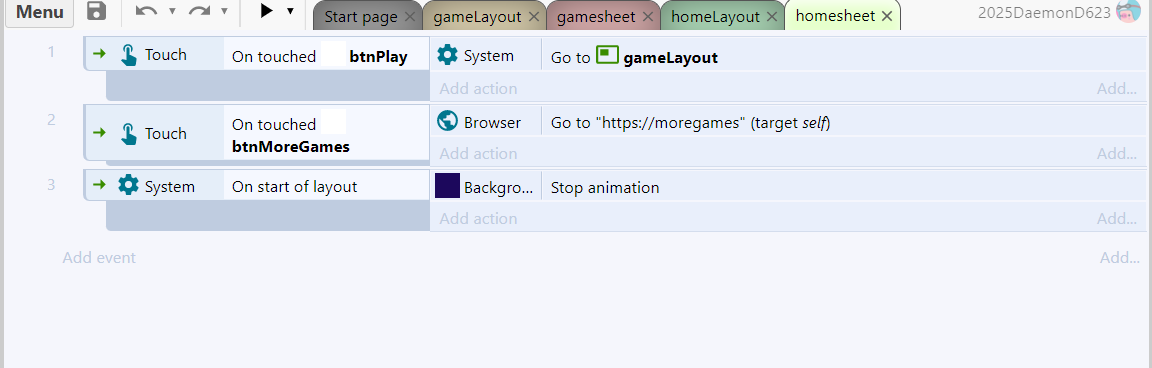 Menu
Start page
gameLayout
gamesheet
homeLayout
homesheet
2025DaemonD623
1
Touch
On touched btnPlay
System
Go to gameLayout
Add action
Add...
2
Touch
On touched
btnMoreGames
Browser
Go to "https://moregames" (target self)
Add action
Add...
3
System
On start of layout
Backgro...
Stop animation
Add action
Add...
Add event
Add...